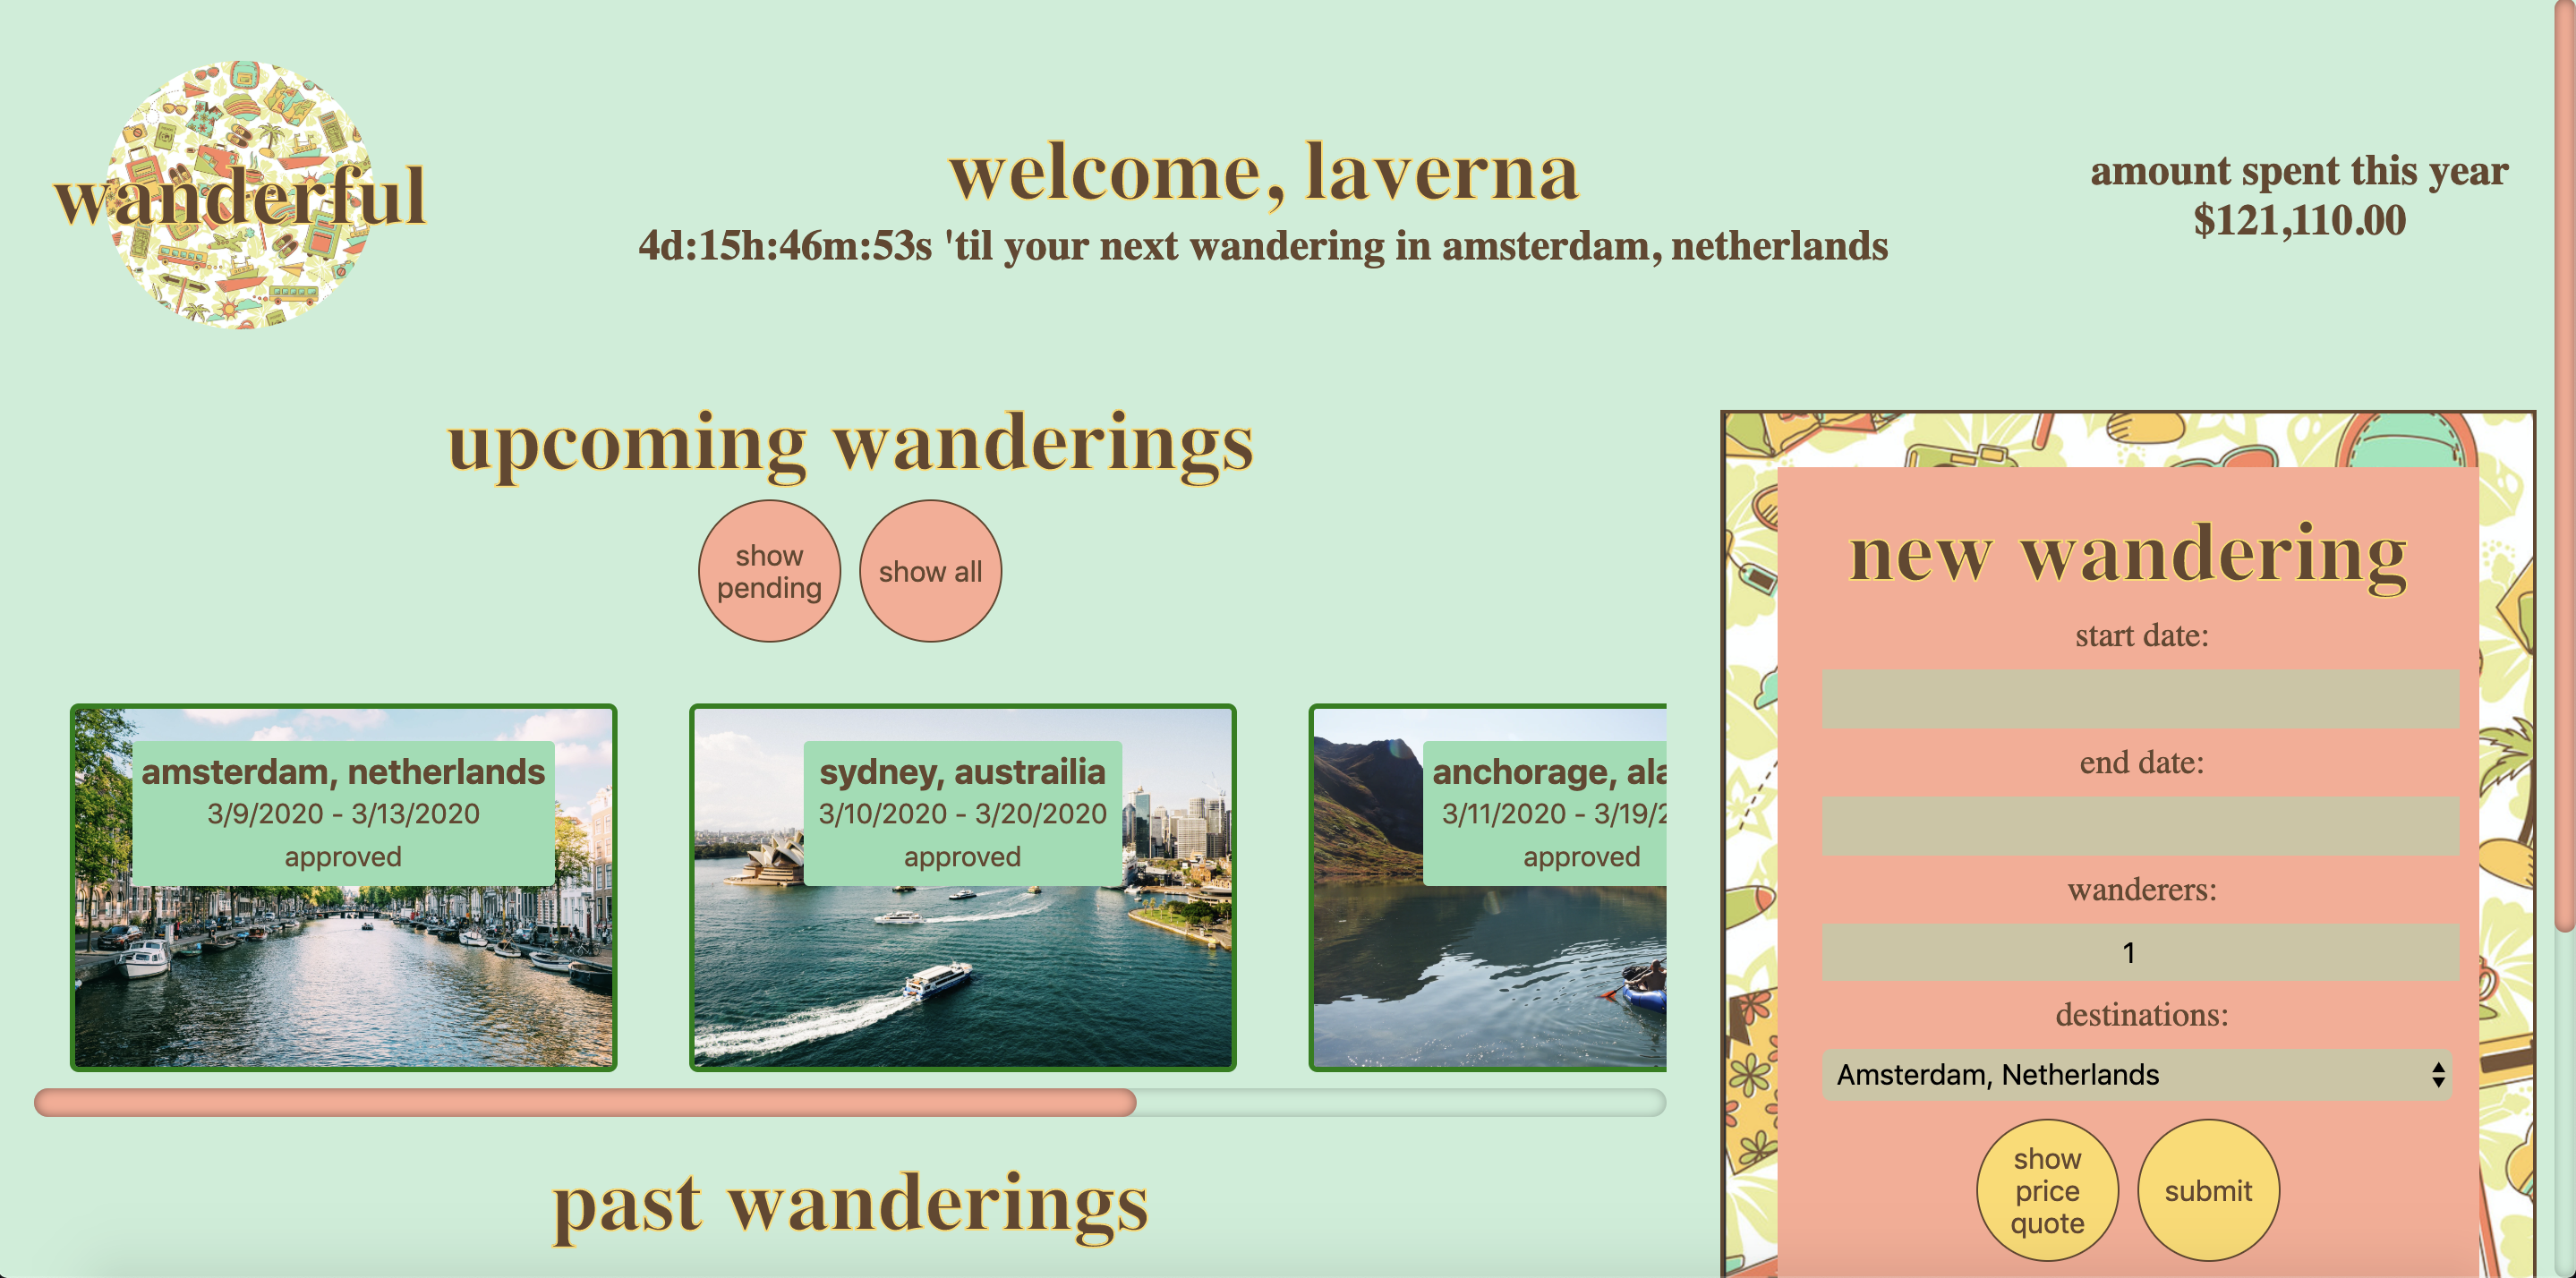 wanderful
welcome, laverna
4d:15h:46m:53s 'til your next wandering in amsterdam, netherlands
amount spent this year
$121,110.00
upcoming wanderings
show
pending
show all
amsterdam, netherlands
3/9/2020 - 3/13/2020
approved
sydney, austrailia
3/10/2020 - 3/20/2020
approved
anchorage, ala
3/11/2020 - 3/19/2
approved
past wanderings
new wandering
start date:
end date:
wanderers:
1
destinations:
Amsterdam, Netherlands
show
price
quote
submit